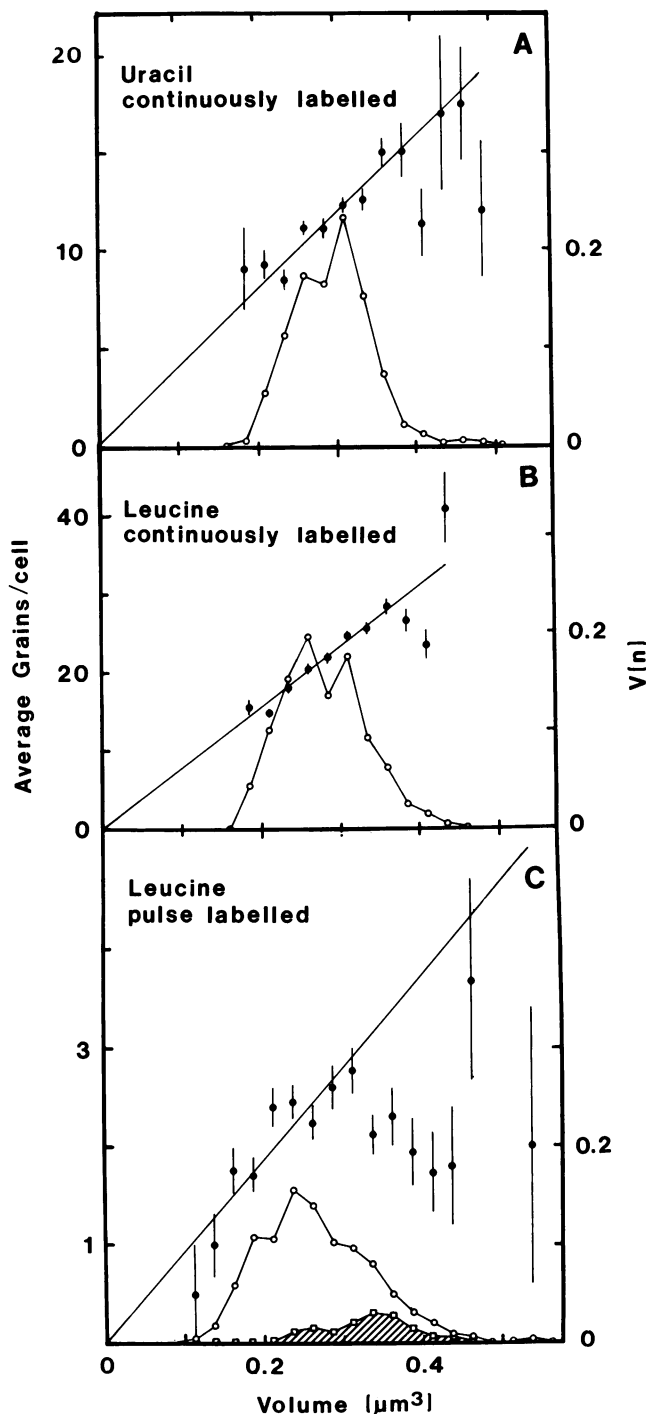 A
Uracil
continuously labelled
20
10
0
0.2
0
B
Leucine
continuously labelled
40
20
0
0.2
0
Average Grains/cell
V(n)
C
Leucine
pulse labelled
3
1
0.2
0
0
0.2
0.4
Volume (μm³)